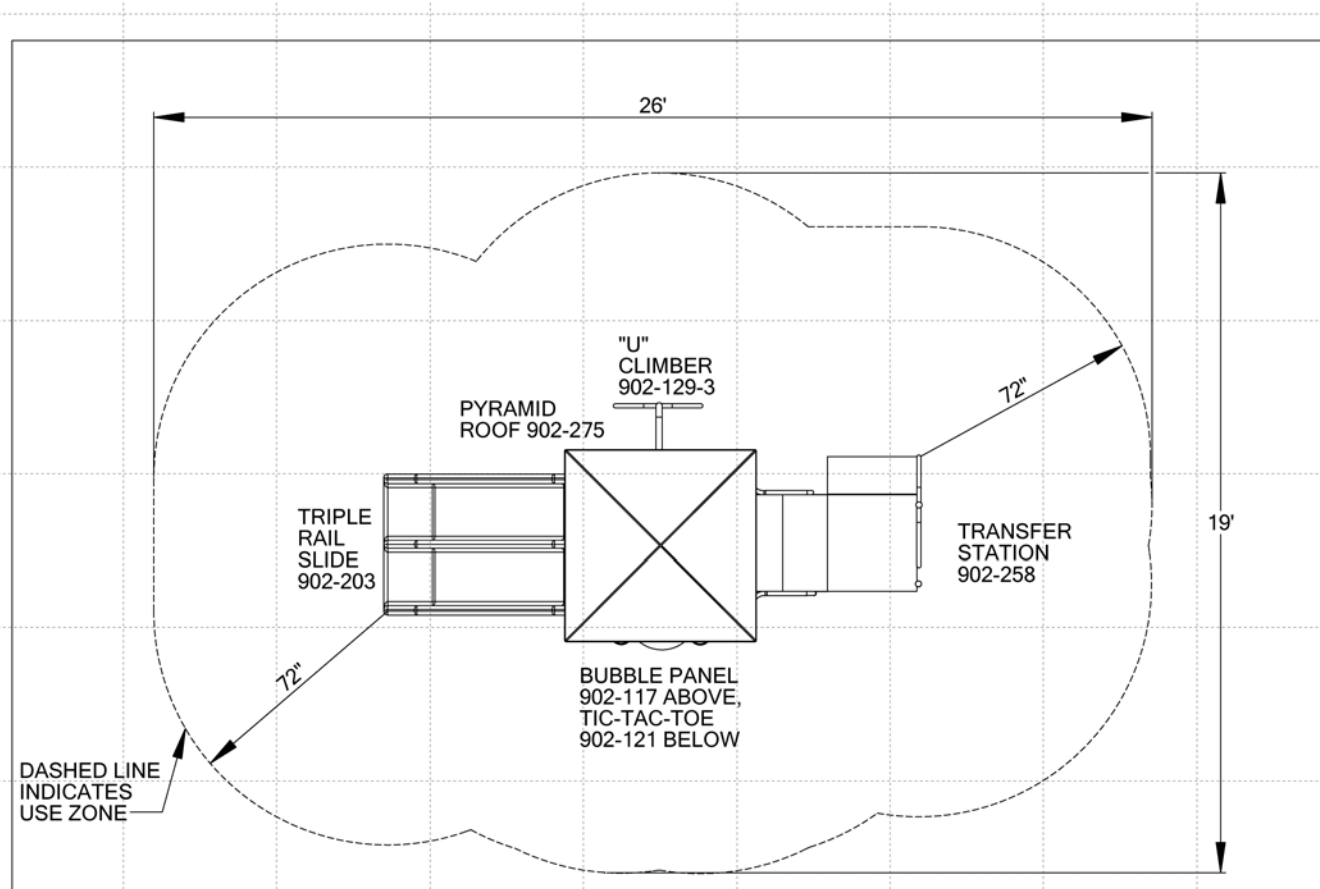 26'
"U"
CLIMBER
902-129-3
72"
PYRAMID
ROOF 902-275
TRIPLE
RAIL
SLIDE
902-203
TRANSFER
STATION
902-258
19'
72"
BUBBLE PANEL
902-117 ABOVE,
TIC-TAC-TOE
902-121 BELOW
DASHED LINE
INDICATES
USE ZONE